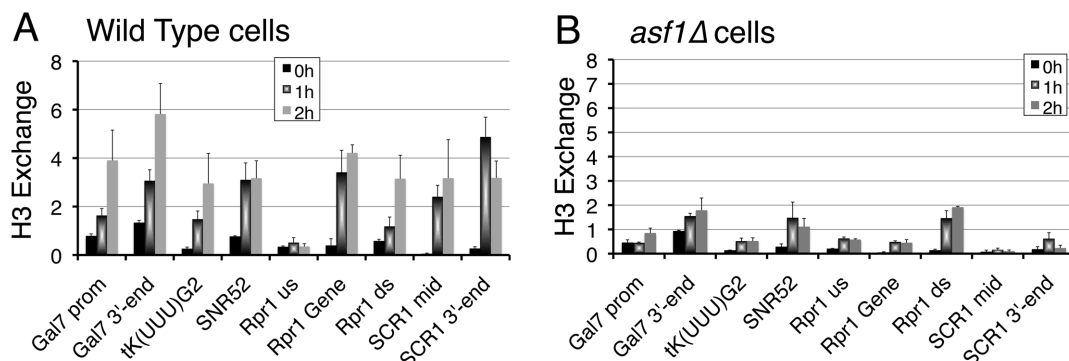 A Wild Type cells
H3 Exchange
8
6
4
2
0
0h
1h
2h
Gal7 prom
Gal7 3'-end
tK(UUU)G2
SNR52
Rpr1 us
Rpr1 Gene
Rpr1 ds
SCR1 mid
SCR1 3'-end
B asf1Δ cells
H3 Exchange
8
7
6
5
4
3
2
1
0
0h
1h
2h
Gal7 prom
Gal7 3'-end
tK(UUU)G2
SNR52
Rpr1 us
Rpr1 Gene
Rpr1 ds
SCR1 mid
SCR1 3'-end